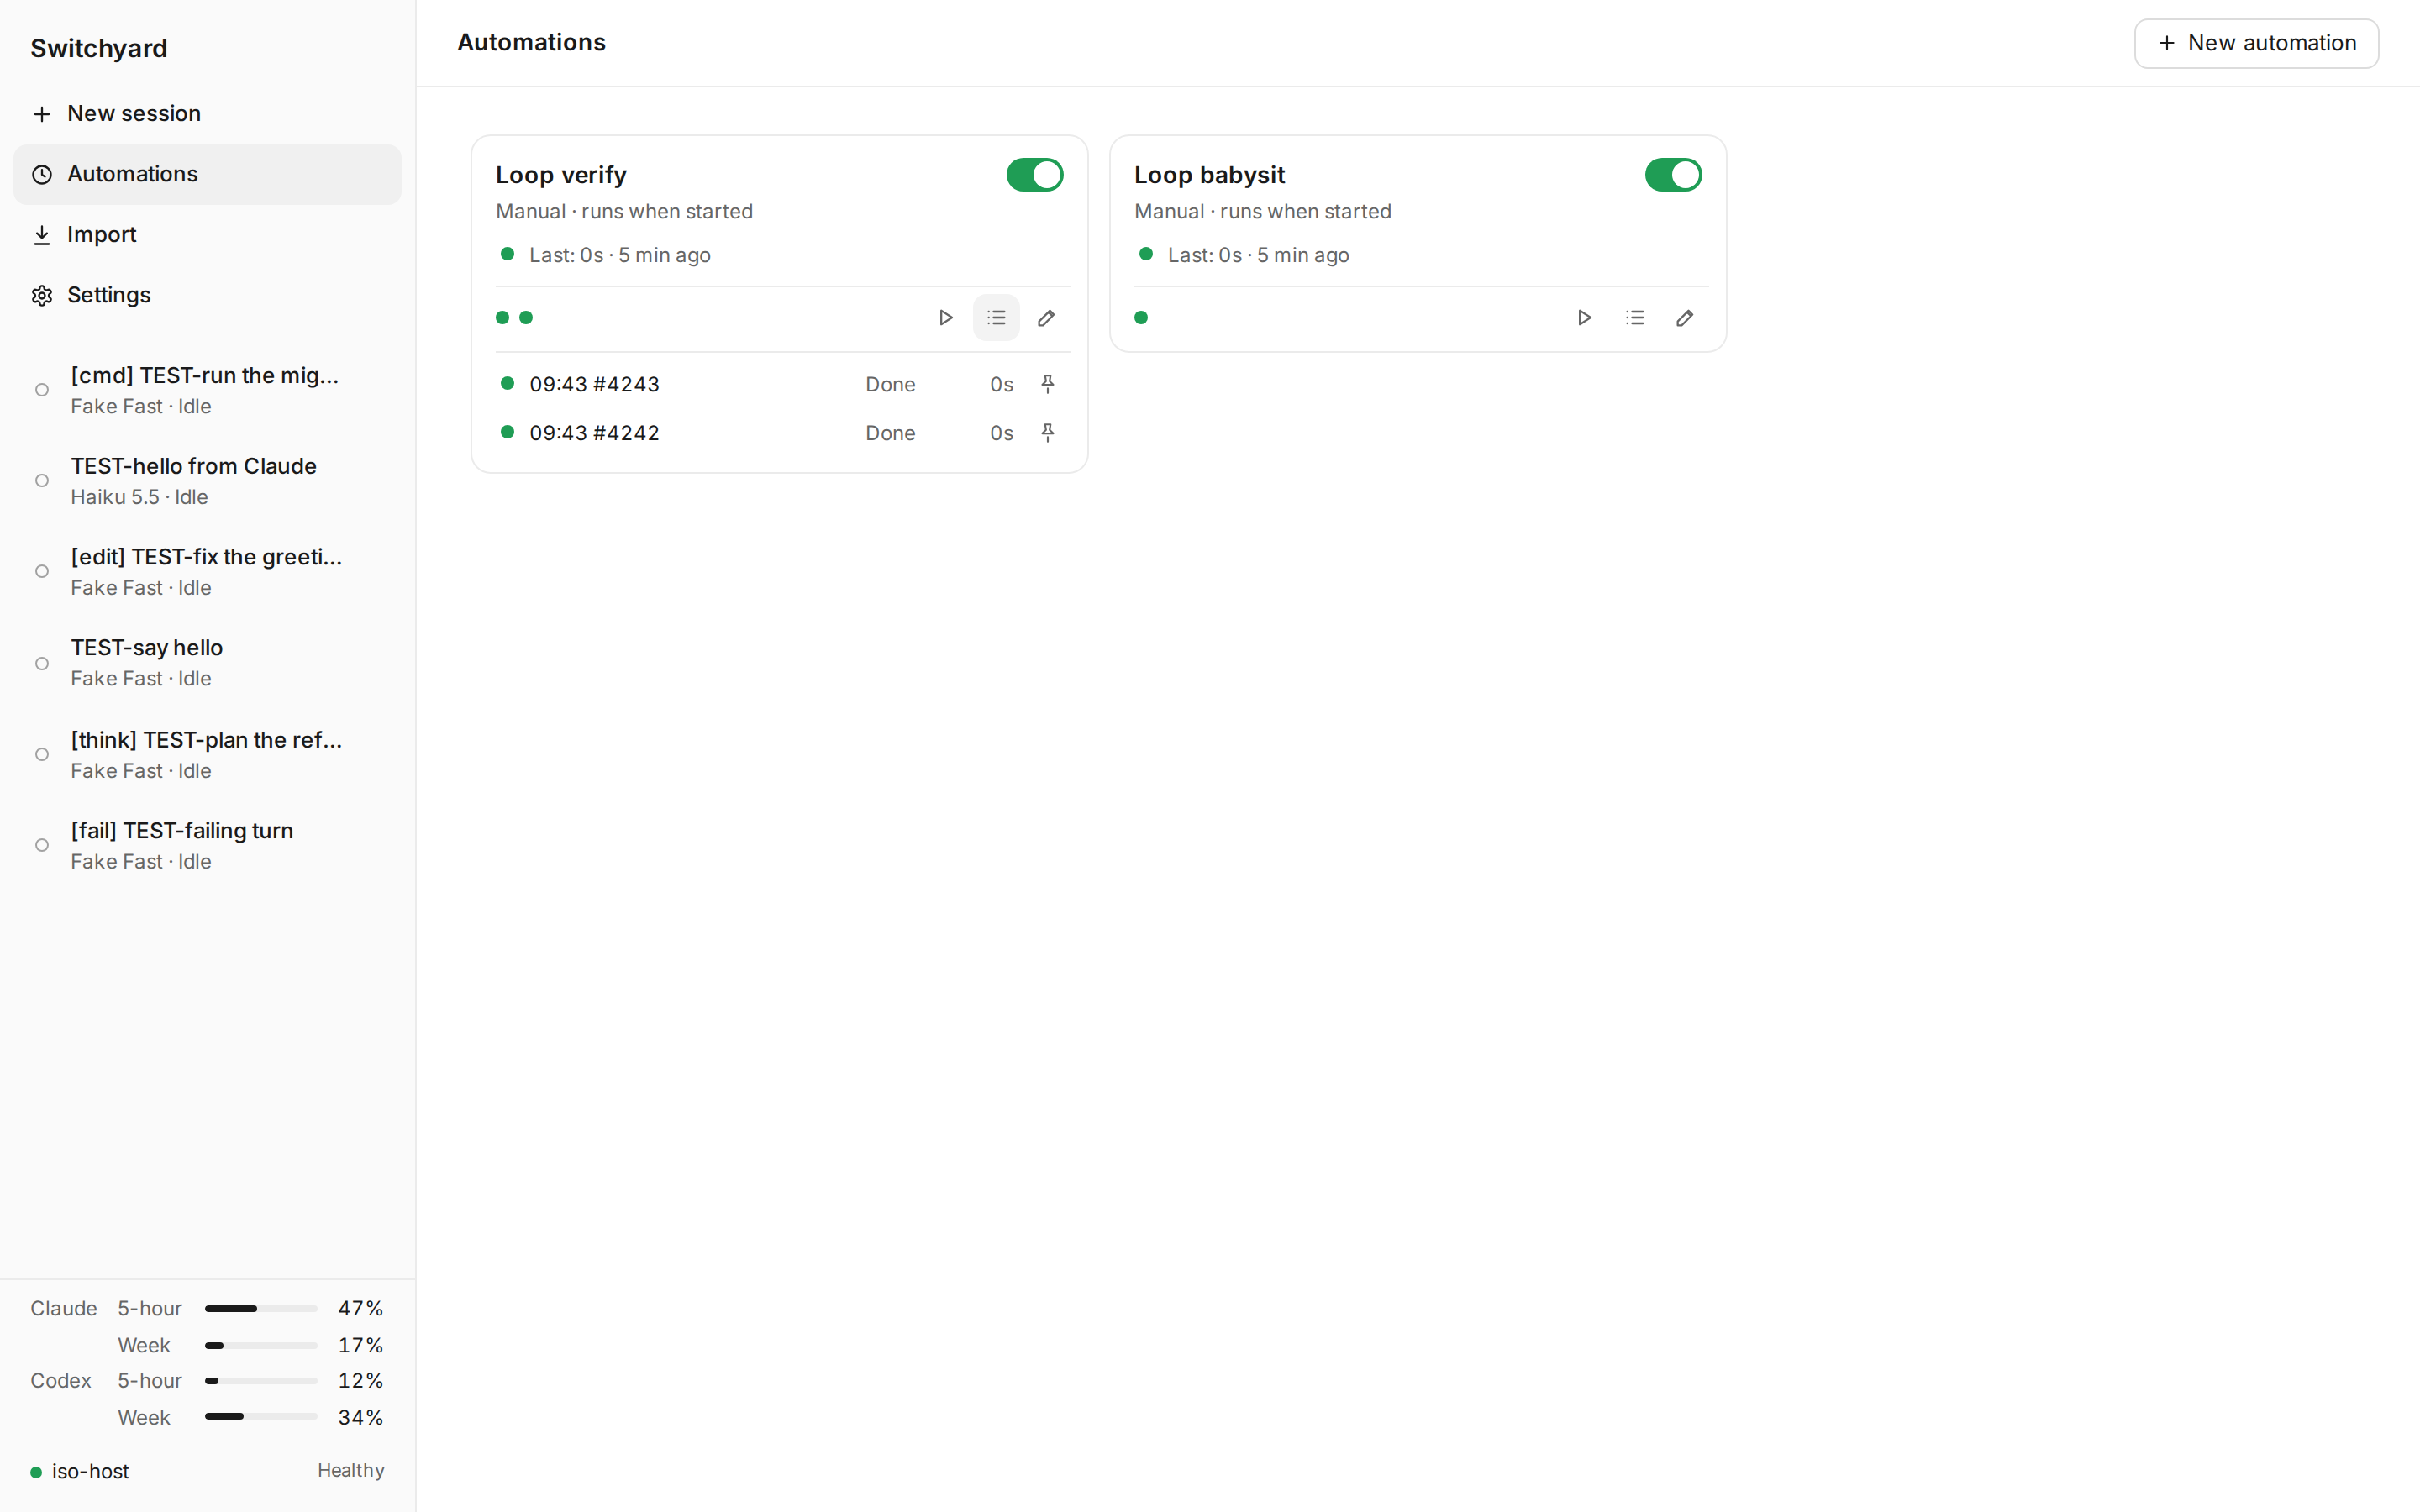 Switchyard
New session
Automations
Import
Settings
[cmd] TEST-run the mig...
Fake Fast · Idle
TEST-hello from Claude
Haiku 5.5 · Idle
[edit] TEST-fix the greeti...
Fake Fast · Idle
TEST-say hello
Fake Fast · Idle
[think] TEST-plan the ref...
Fake Fast · Idle
[fail] TEST-failing turn
Fake Fast · Idle
Claude 5-hour 47%
Week 17%
Codex 5-hour 12%
Week 34%
iso-host Healthy
Automations
New automation
Loop verify
Manual · runs when started
Last: 0s · 5 min ago
09:43 #4243 Done 0s
09:43 #4242 Done 0s
Loop babysit
Manual · runs when started
Last: 0s · 5 min ago